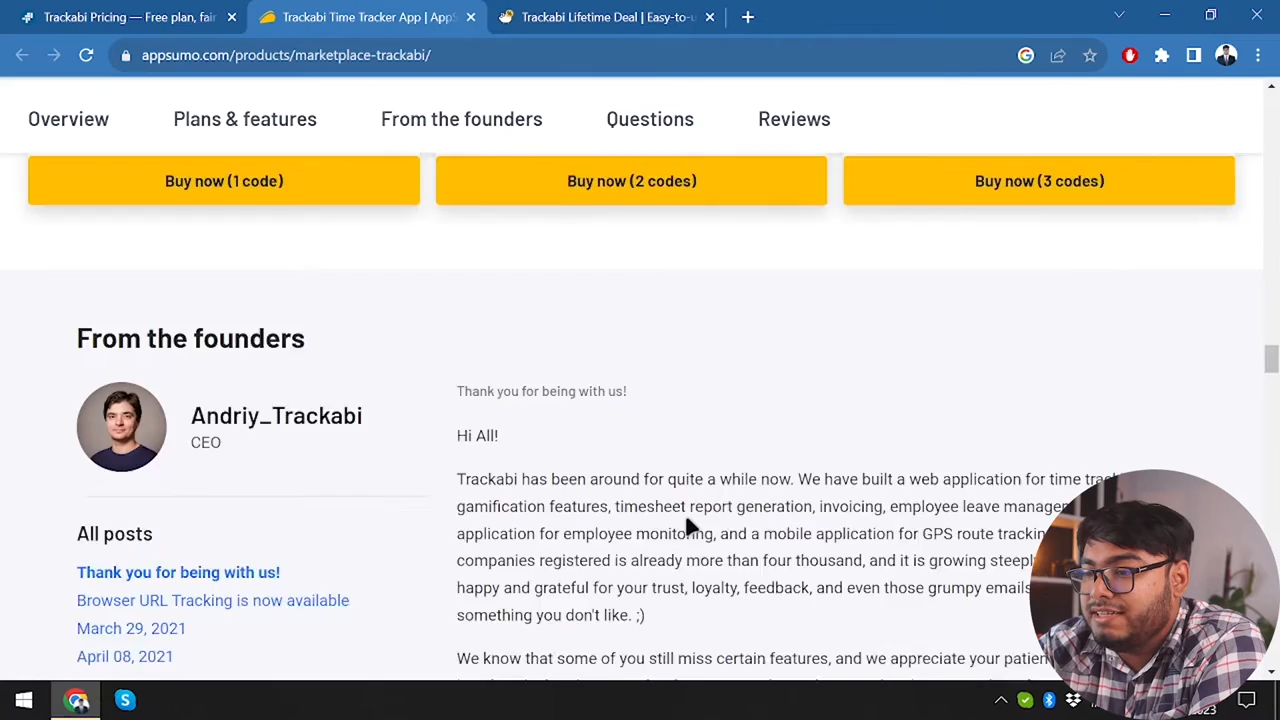 Trackabi Pricing — Free plan, fair
Trackabi Time Tracker App | App
Trackabi Lifetime Deal | Easy-to-u
appsumo.com/products/marketplace-trackabi/
Overview
Plans & features
From the founders
Questions
Reviews
Buy now (1 code)
Buy now (2 codes)
Buy now (3 codes)
From the founders
Andriy_Trackabi
CEO
All posts
Thank you for being with us!
Browser URL Tracking is now available
March 29, 2021
April 08, 2021
Thank you for being with us!
Hi All!
Trackabi has been around for quite a while now. We have built a web application for time
gamification features, timesheet report generation, invoicing, employee leave
application for employee monitoring, and a mobile application for GPS route
companies registered is already more than four thousand, and it is growing
happy and grateful for your trust, loyalty, feedback, and even those grumpy emails
something you don't like. ;)
We know that some of you still miss certain features, and we appreciate your